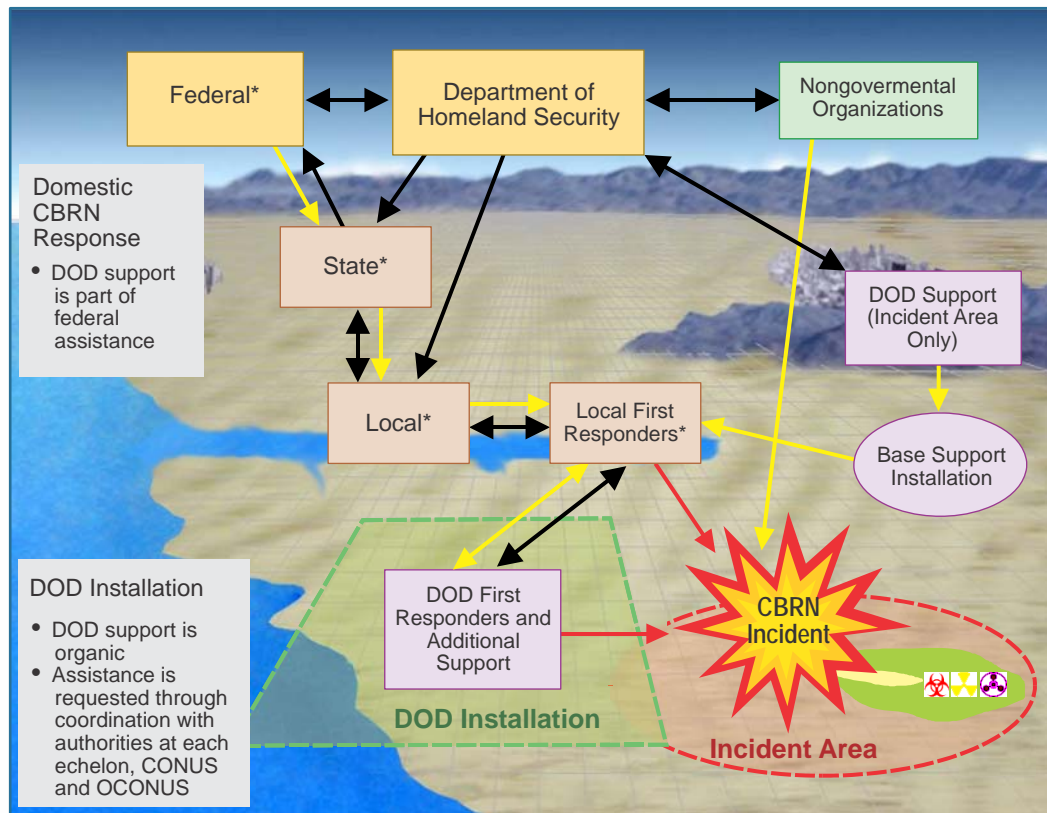 Federal*
Department of
Homeland Security
Nongovermental
Organizations
Domestic
CBRN
Response
• DOD support
is part of
federal
assistance
State*
DOD Support
(Incident Area
Only)
Local*
Local First
Responders*
Base Support
Installation
DOD Installation
• DOD support is
organic
• Assistance is
requested through
coordination with
authorities at each
echelon, CONUS
and OCONUS
DOD First
Responders and
Additional
Support
CBRN
Incident
DOD Installation
Incident Area